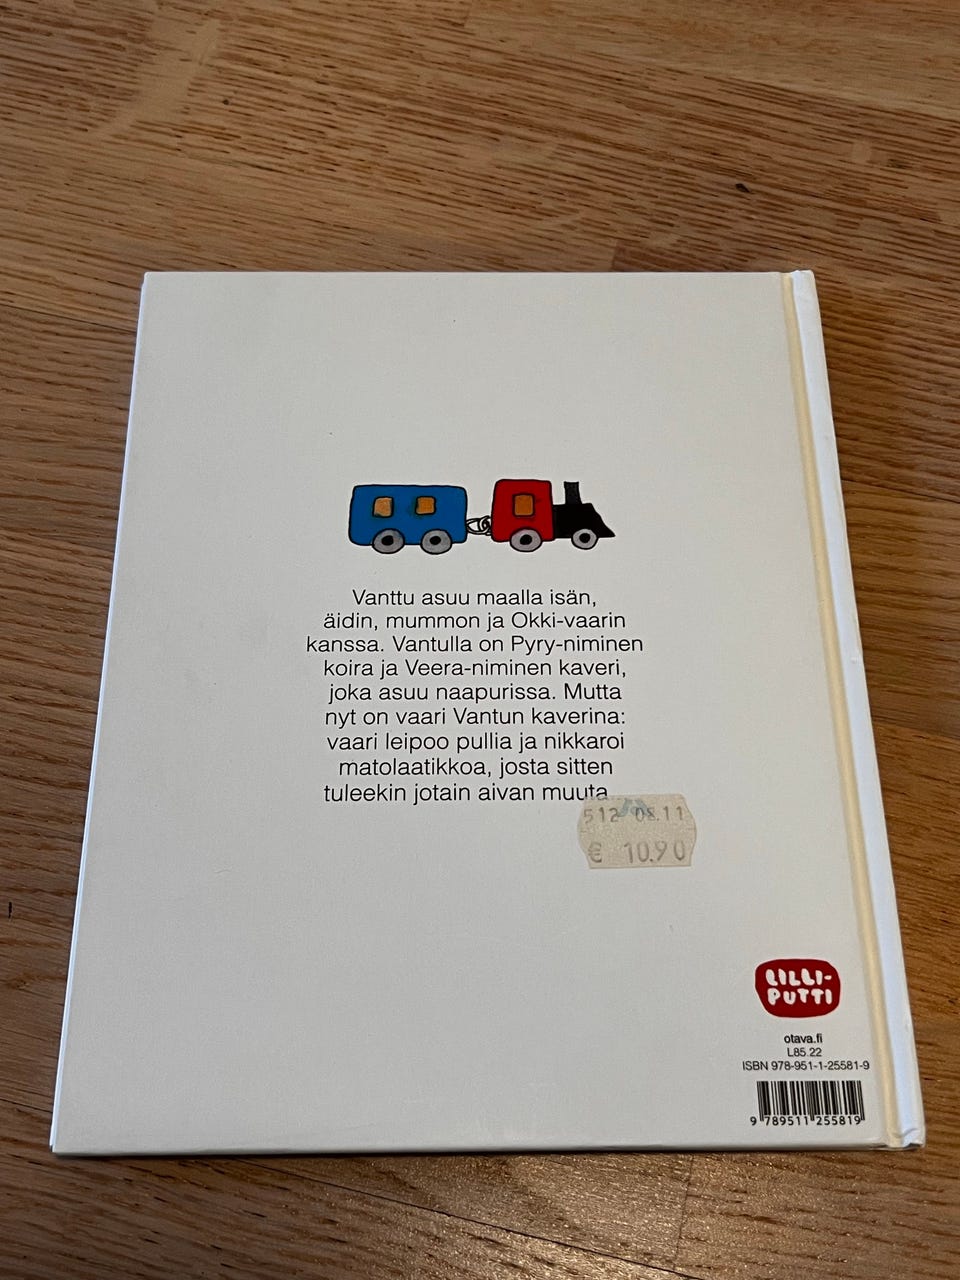 Vanttu asuu maalla isän,
äidin, mummon ja Okki-vaarin
kanssa. Vantulla on Pyry-niminen
koira ja Veera-niminen kaveri,
joka asuu naapurissa. Mutta
nyt on vaari Vantun kaverina:
vaari leipoo pullia ja nikkaroi
matolaatikkoa, josta sitten
tuleekin jotain aivan muuta
512 08.11
€ 10.90
LILLI-
PUTTI
otava.fi
L85.22
ISBN 978-951-1-25581-9
9 789511 255819